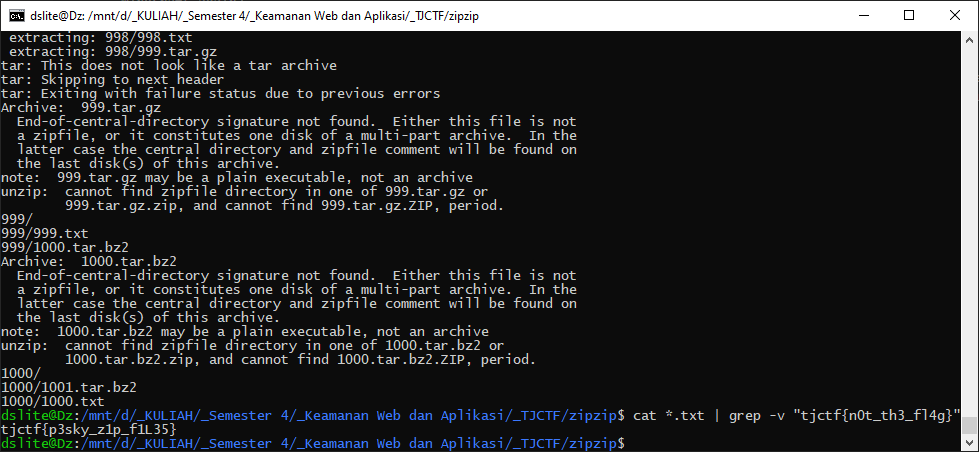 dslite@Dz: /mnt/d/_KULIAH/_Semester 4/_Keamanan Web dan Aplikasi/_TJCTF/zipzip
extracting: 998/998.txt
extracting: 998/999.tar.gz
tar: This does not look like a tar archive
tar: Skipping to next header
tar: Exiting with failure status due to previous errors
Archive:  999.tar.gz
  End-of-central-directory signature not found.  Either this file is not
  a zipfile, or it constitutes one disk of a multi-part archive.  In the
  latter case the central directory and zipfile comment will be found on
  the last disk(s) of this archive.
note:  999.tar.gz may be a plain executable, not an archive
unzip:  cannot find zipfile directory in one of 999.tar.gz or
        999.tar.gz.zip, and cannot find 999.tar.gz.ZIP, period.
999/
999/999.txt
999/1000.tar.bz2
Archive:  1000.tar.bz2
  End-of-central-directory signature not found.  Either this file is not
  a zipfile, or it constitutes one disk of a multi-part archive.  In the
  latter case the central directory and zipfile comment will be found on
  the last disk(s) of this archive.
note:  1000.tar.bz2 may be a plain executable, not an archive
unzip:  cannot find zipfile directory in one of 1000.tar.bz2 or
        1000.tar.bz2.zip, and cannot find 1000.tar.bz2.ZIP, period.
1000/
1000/1001.tar.bz2
1000/1000.txt
dslite@Dz:/mnt/d/_KULIAH/_Semester 4/_Keamanan Web dan Aplikasi/_TJCTF/zipzip$ cat *.txt | grep -v "tjctf{n0t_th3_fl4g}"
tjctf{p3sky_z1p_f1L35}
dslite@Dz:/mnt/d/_KULIAH/_Semester 4/_Keamanan Web dan Aplikasi/_TJCTF/zipzip$